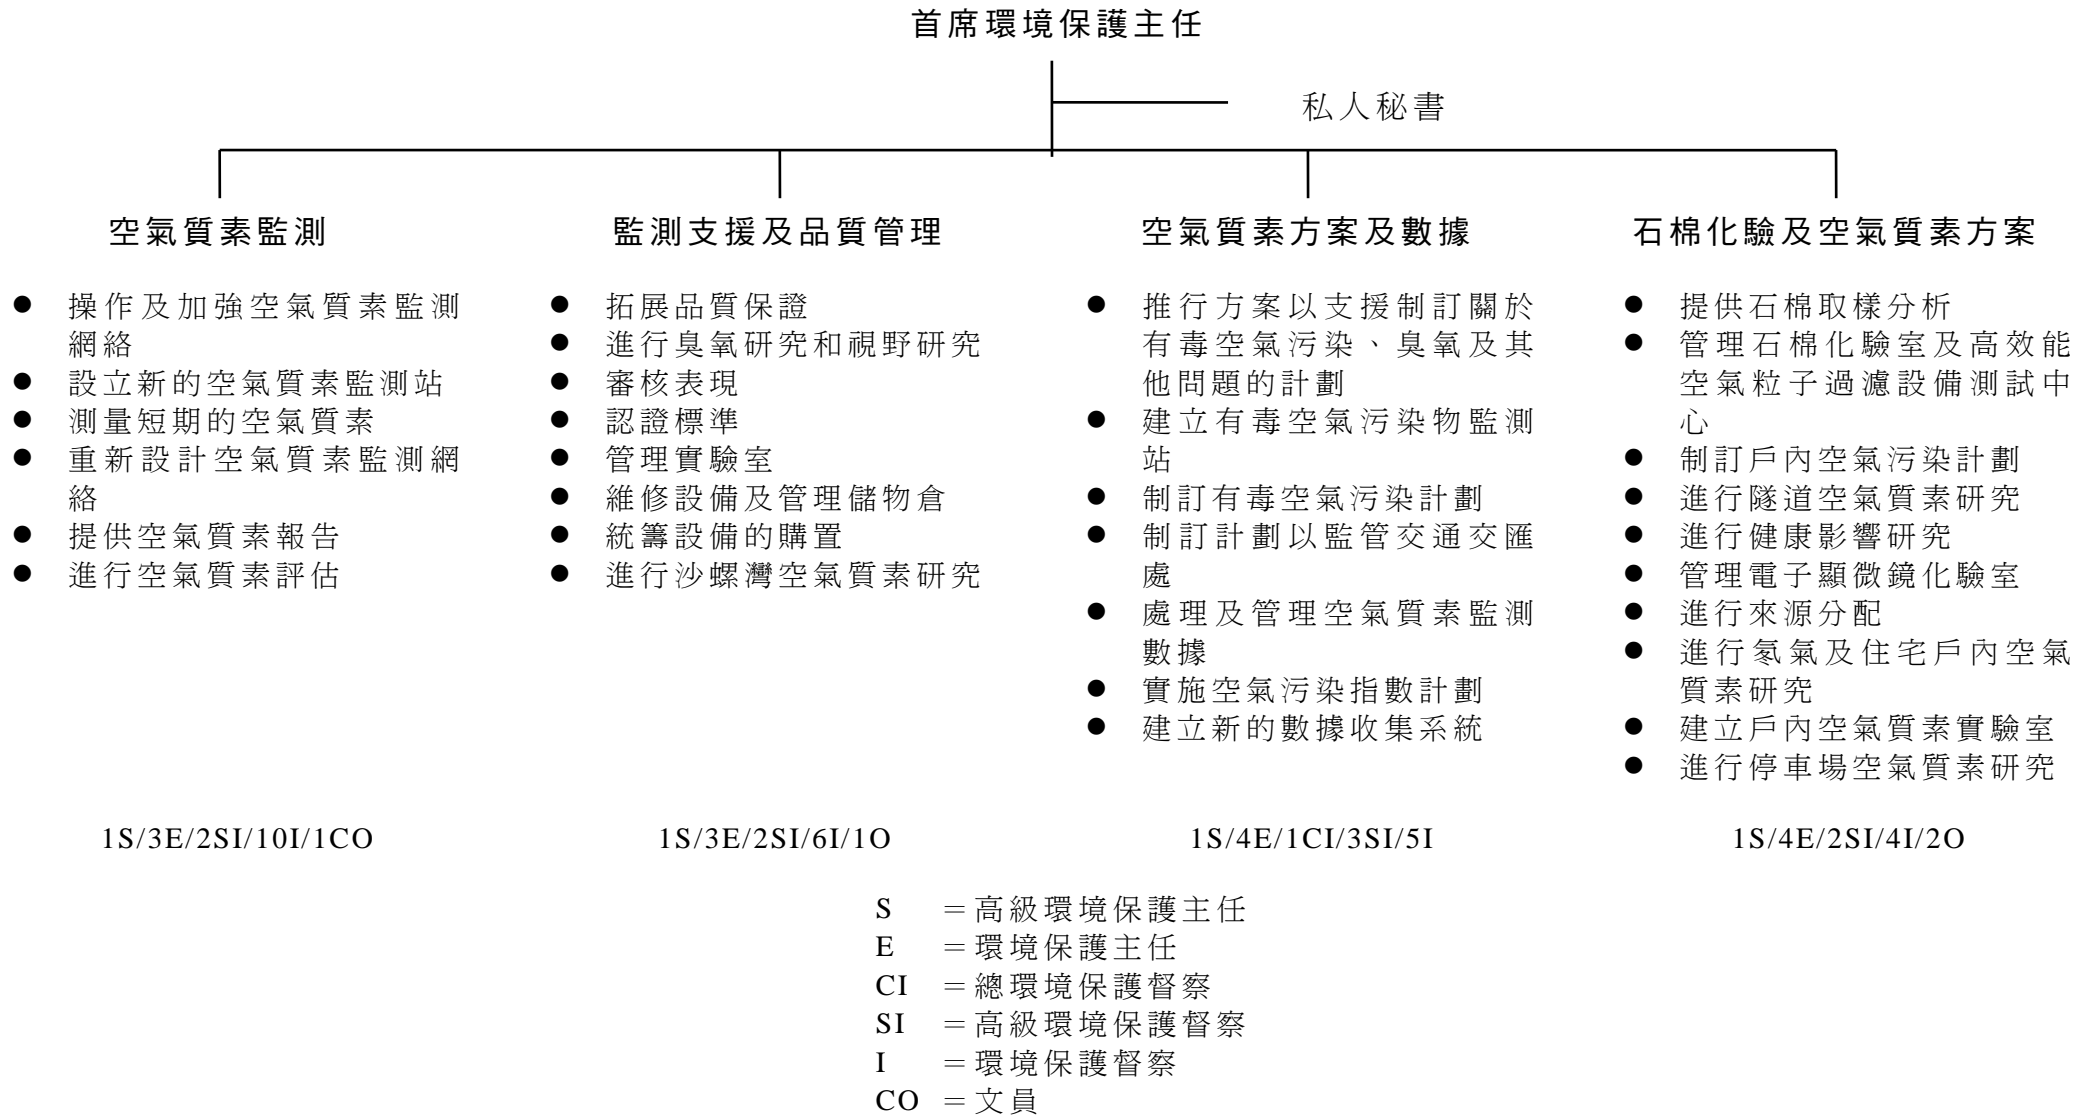 首席環境保護主任
私人秘書
空氣質素監測
● 操作及加強空氣質素監測
網絡
● 設立新的空氣質素監測站
● 測量短期的空氣質素
● 重新設計空氣質素監測網
絡
● 提供空氣質素報告
● 進行空氣質素評估
1S/3E/2SI/10I/1CO
監測支援及品質管理
● 拓展品質保證
● 進行臭氧研究和視野研究
● 審核表現
● 認證標準
● 管理實驗室
● 維修設備及管理儲物倉
● 統籌設備的購置
● 進行沙螺灣空氣質素研究
1S/3E/2SI/6I/1O
空氣質素方案及數據
● 推行方案以支援制訂關於
有毒空氣污染、臭氧及其
他問題的計劃
● 建立有毒空氣污染物監測
站
● 制訂有毒空氣污染計劃
● 制訂計劃以監管交通交匯
處
● 處理及管理空氣質素監測
數據
● 實施空氣污染指數計劃
● 建立新的數據收集系統
1S/4E/1CI/3SI/5I
石棉化驗及空氣質素方案
● 提供石棉取樣分析
● 管理石棉化驗室及高效能
空氣粒子過濾設備測試中
心
● 制訂戶內空氣污染計劃
● 進行隧道空氣質素研究
● 進行健康影響研究
● 管理電子顯微鏡化驗室
● 進行來源分配
● 進行氡氣及住宅戶內空氣
質素研究
● 建立戶內空氣質素實驗室
● 進行停車場空氣質素研究
1S/4E/2SI/4I/2O
S ＝高級環境保護主任
E ＝環境保護主任
CI ＝總環境保護督察
SI ＝高級環境保護督察
I ＝環境保護督察
CO ＝文員